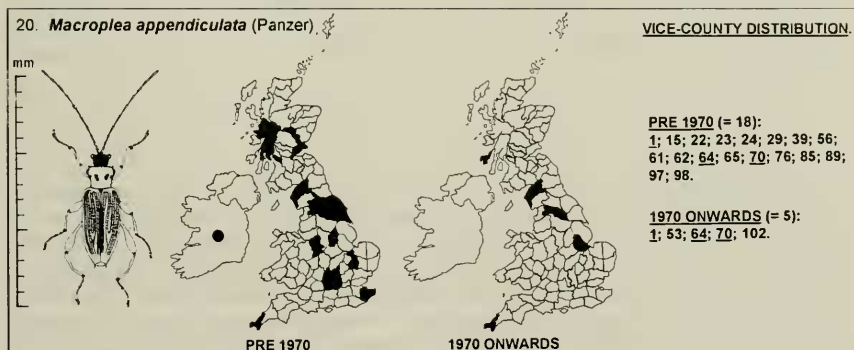 20. Macroplea appendiculata (Panzer)
VICE-COUNTY DISTRIBUTION.
mm
PRE 1970 (= 18):
1; 15; 22; 23; 24; 29; 39; 56;
61; 62; 64; 65; 70; 76; 85; 89;
97; 98.
1970 ONWARDS (= 5):
1; 53; 64; 70; 102.
PRE 1970
1970 ONWARDS